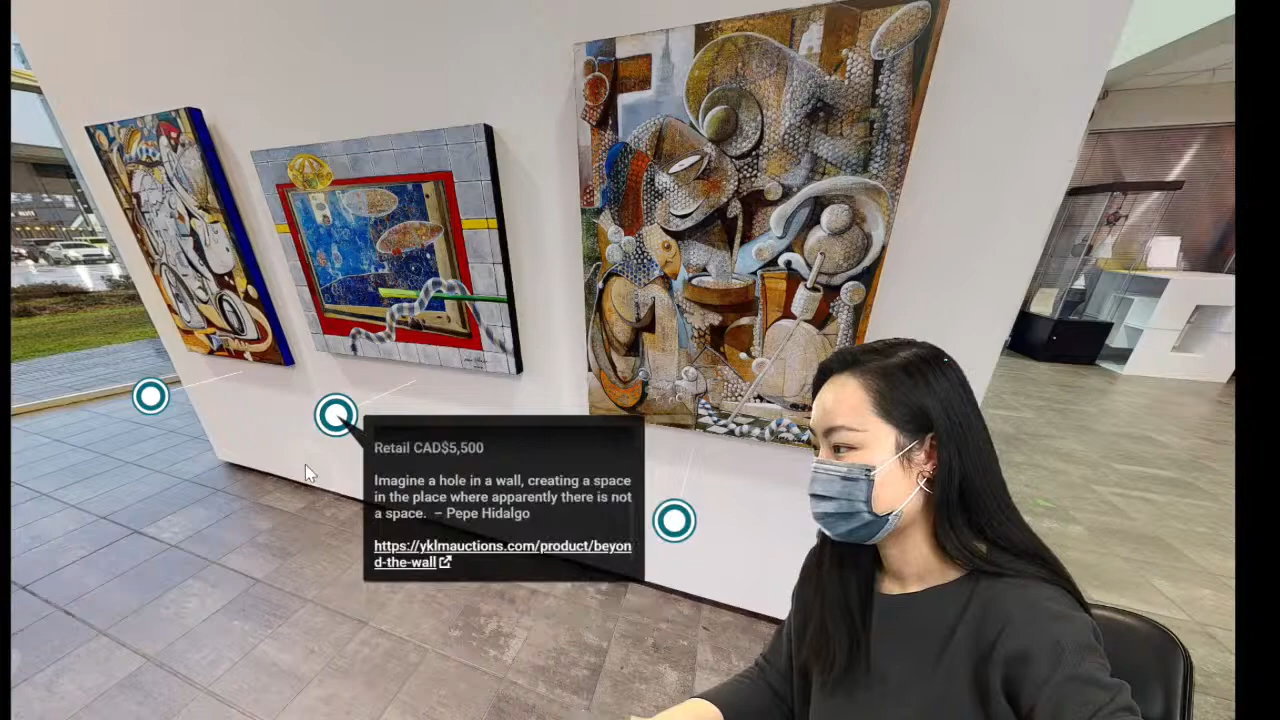 Retail CAD$5,500
Imagine a hole in a wall, creating a space
in the place where apparently there is not
a space. – Pepe Hidalgo
https://yklmauctions.com/product/beyon
d-the-wall